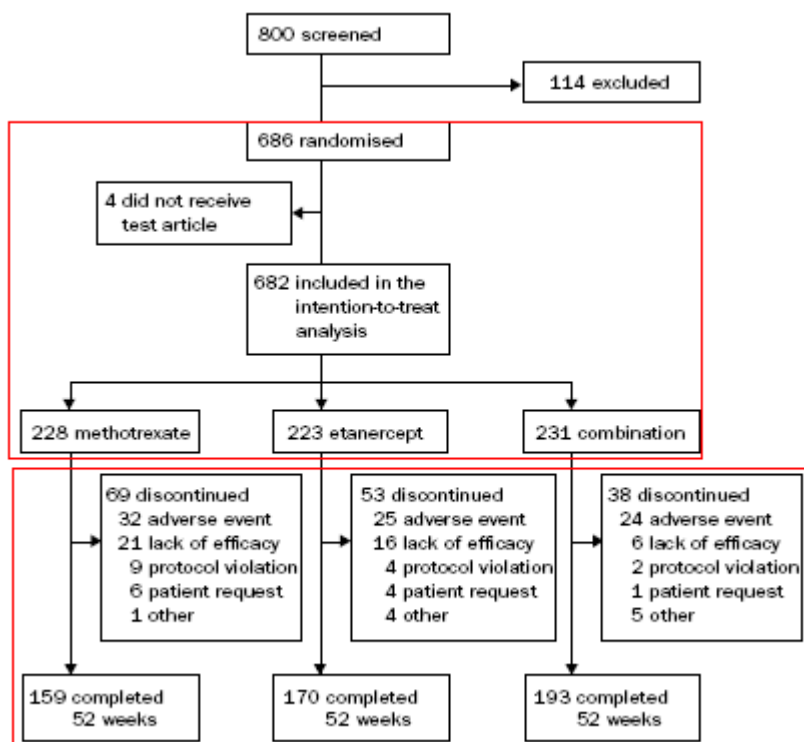 800 screened
114 excluded
686 randomised
4 did not receive
test article
682 included in the
intention-to-treat
analysis
228 methotrexate
223 etanercept
231 combination
69 discontinued
32 adverse event
21 lack of efficacy
9 protocol violation
6 patient request
1 other
53 discontinued
25 adverse event
16 lack of efficacy
4 protocol violation
4 patient request
4 other
38 discontinued
24 adverse event
6 lack of efficacy
2 protocol violation
1 patient request
5 other
159 completed
52 weeks
170 completed
52 weeks
193 completed
52 weeks